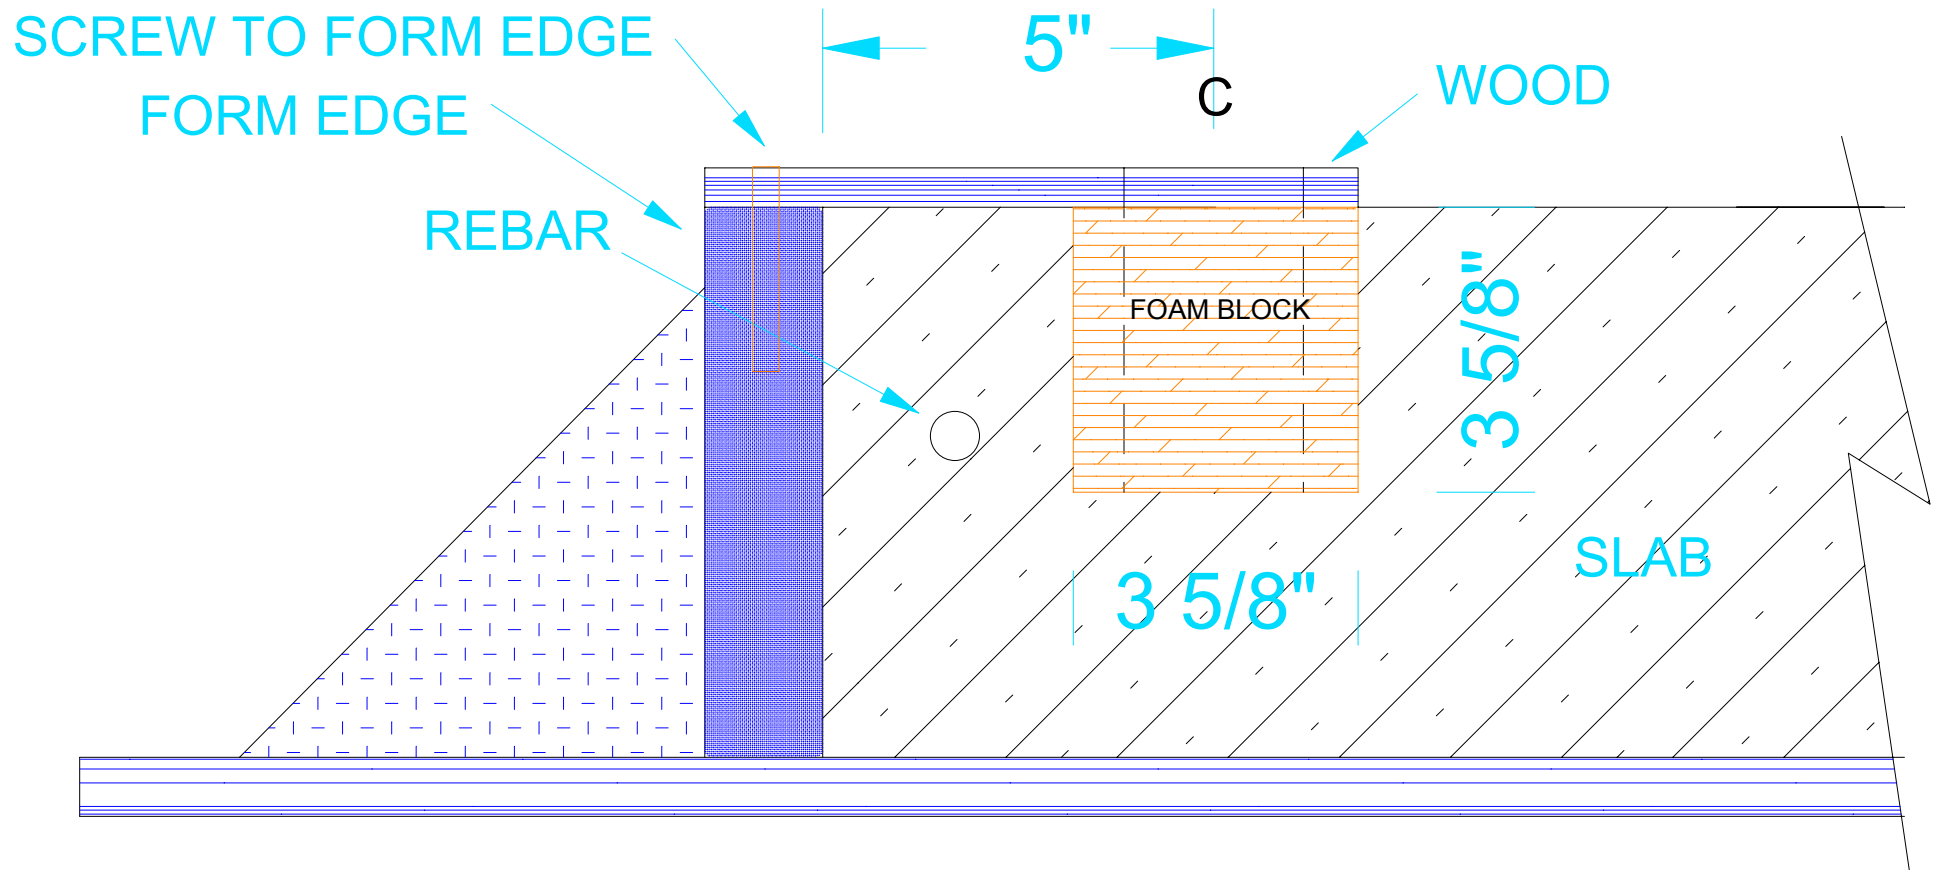 SCREW TO FORM EDGE
5"
C
WOOD
FORM EDGE
REBAR
FOAM BLOCK
3 5/8"
3 5/8"
SLAB